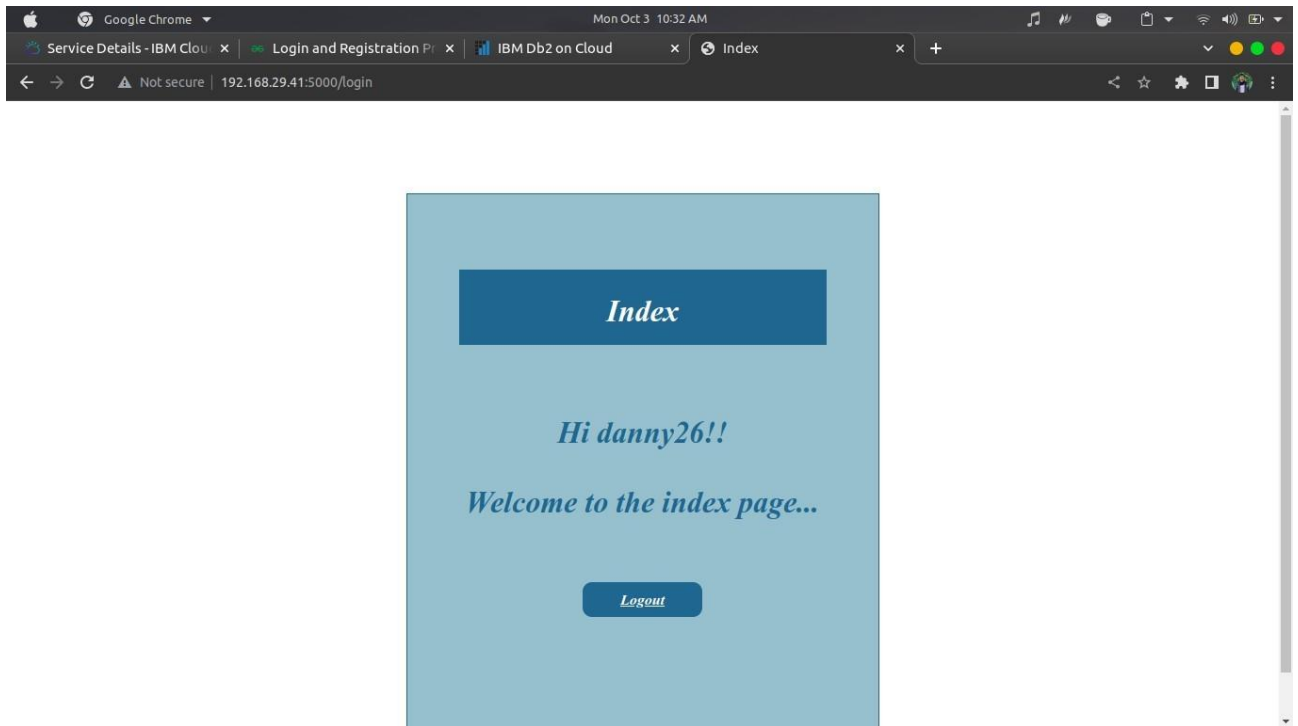 Google Chrome
Mon Oct 3 10:32 AM
Service Details - IBM Clou
Login and Registration Pr
IBM Db2 on Cloud
Index
Not secure | 192.168.29.41:5000/login
Index
Hi danny26!!
Welcome to the index page...
Logout